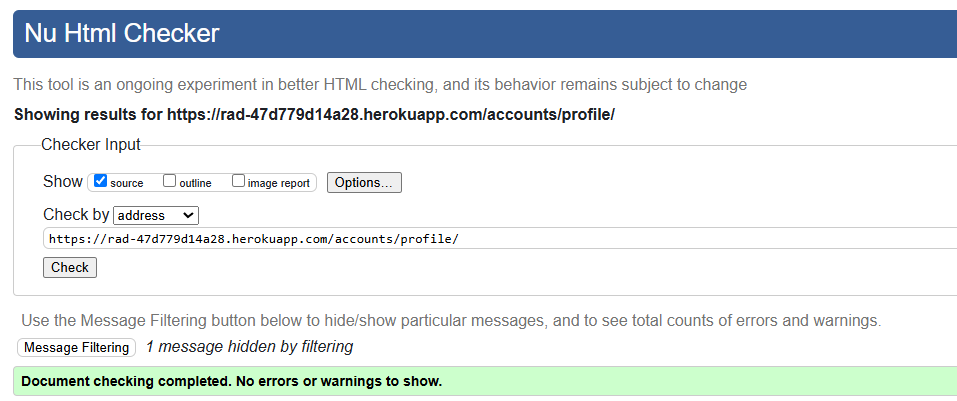 Nu Html Checker
This tool is an ongoing experiment in better HTML checking, and its behavior remains subject to change
Showing results for https://rad-47d779d14a28.herokuapp.com/accounts/profile/
Checker Input
Show source outline image report Options...
Check by address
https://rad-47d779d14a28.herokuapp.com/accounts/profile/
Check
Use the Message Filtering button below to hide/show particular messages, and to see total counts of errors and warnings.
Message Filtering 1 message hidden by filtering
Document checking completed. No errors or warnings to show.